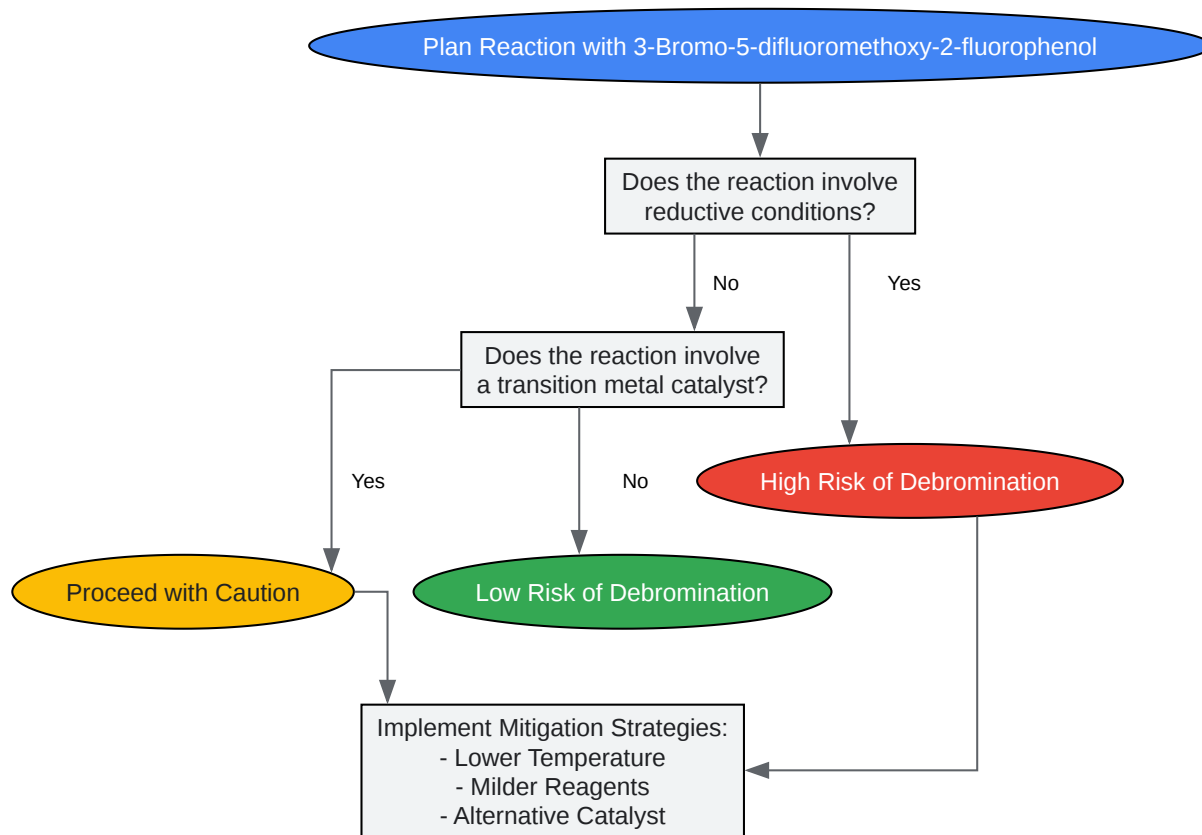 Plan Reaction with 3-Bromo-5-difluoromethoxy-2-fluorophenol
Does the reaction involve
reductive conditions?
No
Yes
Does the reaction involve
a transition metal catalyst?
Yes
No
High Risk of Debromination
Proceed with Caution
Low Risk of Debromination
Implement Mitigation Strategies:
- Lower Temperature
- Milder Reagents
- Alternative Catalyst